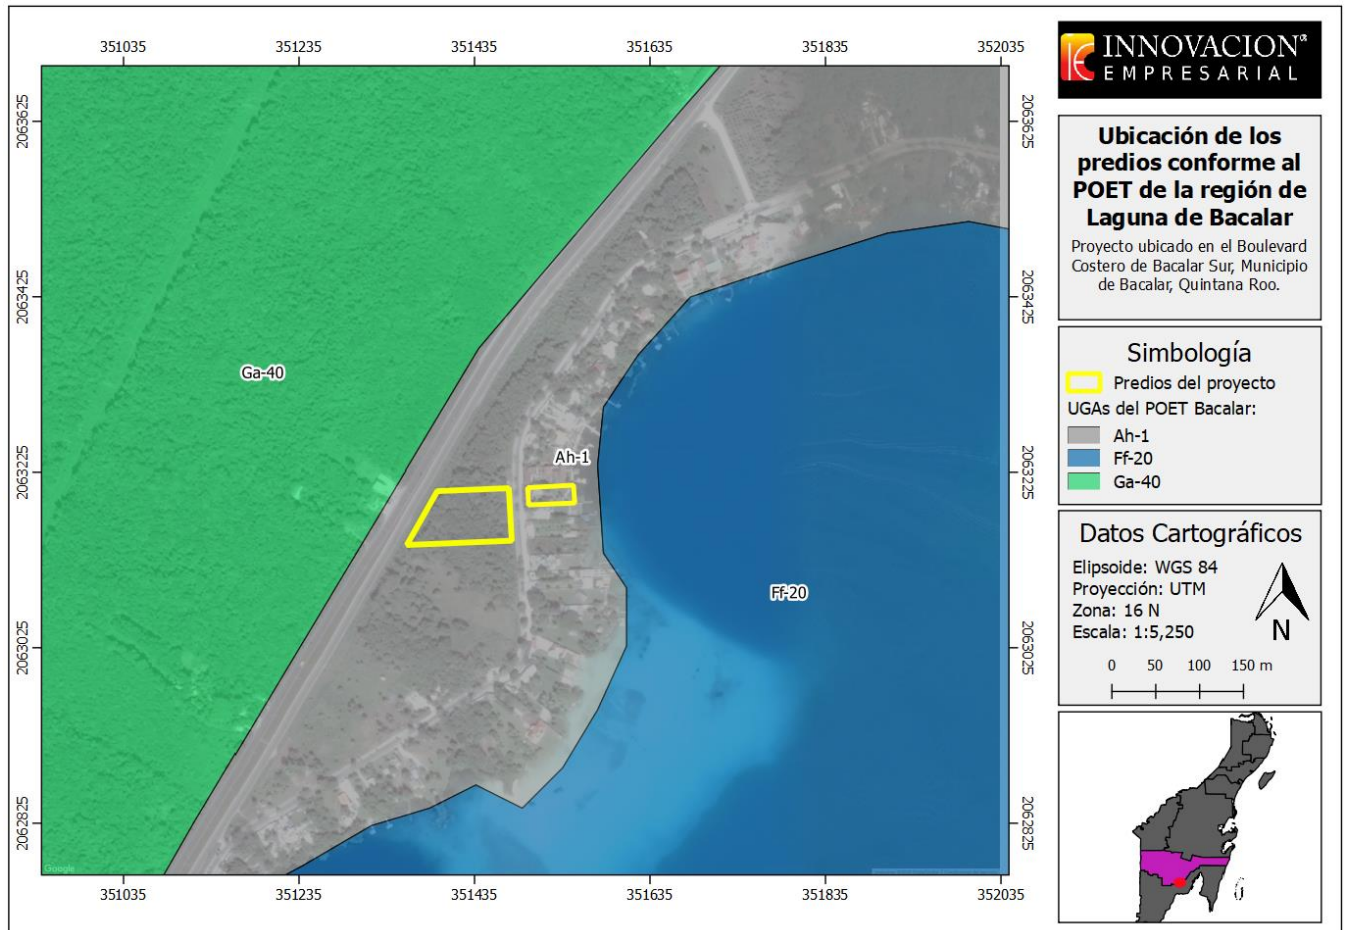 351035 351235 351435 351635 351835 352035
2063625 2063625
2063425 2063425
2063225 2063225
2063025 2063025
2062825 2062825
Ga-40
Ah-1
Ff-20
Google
351035 351235 351435 351635 351835 352035
INNOVACION®
EMPRESARIAL
Ubicación de los
predios conforme al
POET de la región de
Laguna de Bacalar
Proyecto ubicado en el Boulevard
Costero de Bacalar Sur, Municipio
de Bacalar, Quintana Roo.
Simbología
Predios del proyecto
UGAs del POET Bacalar:
Ah-1
Ff-20
Ga-40
Datos Cartográficos
Elipsoide: WGS 84
Proyección: UTM
Zona: 16 N
Escala: 1:5,250
N
0 50 100 150 m